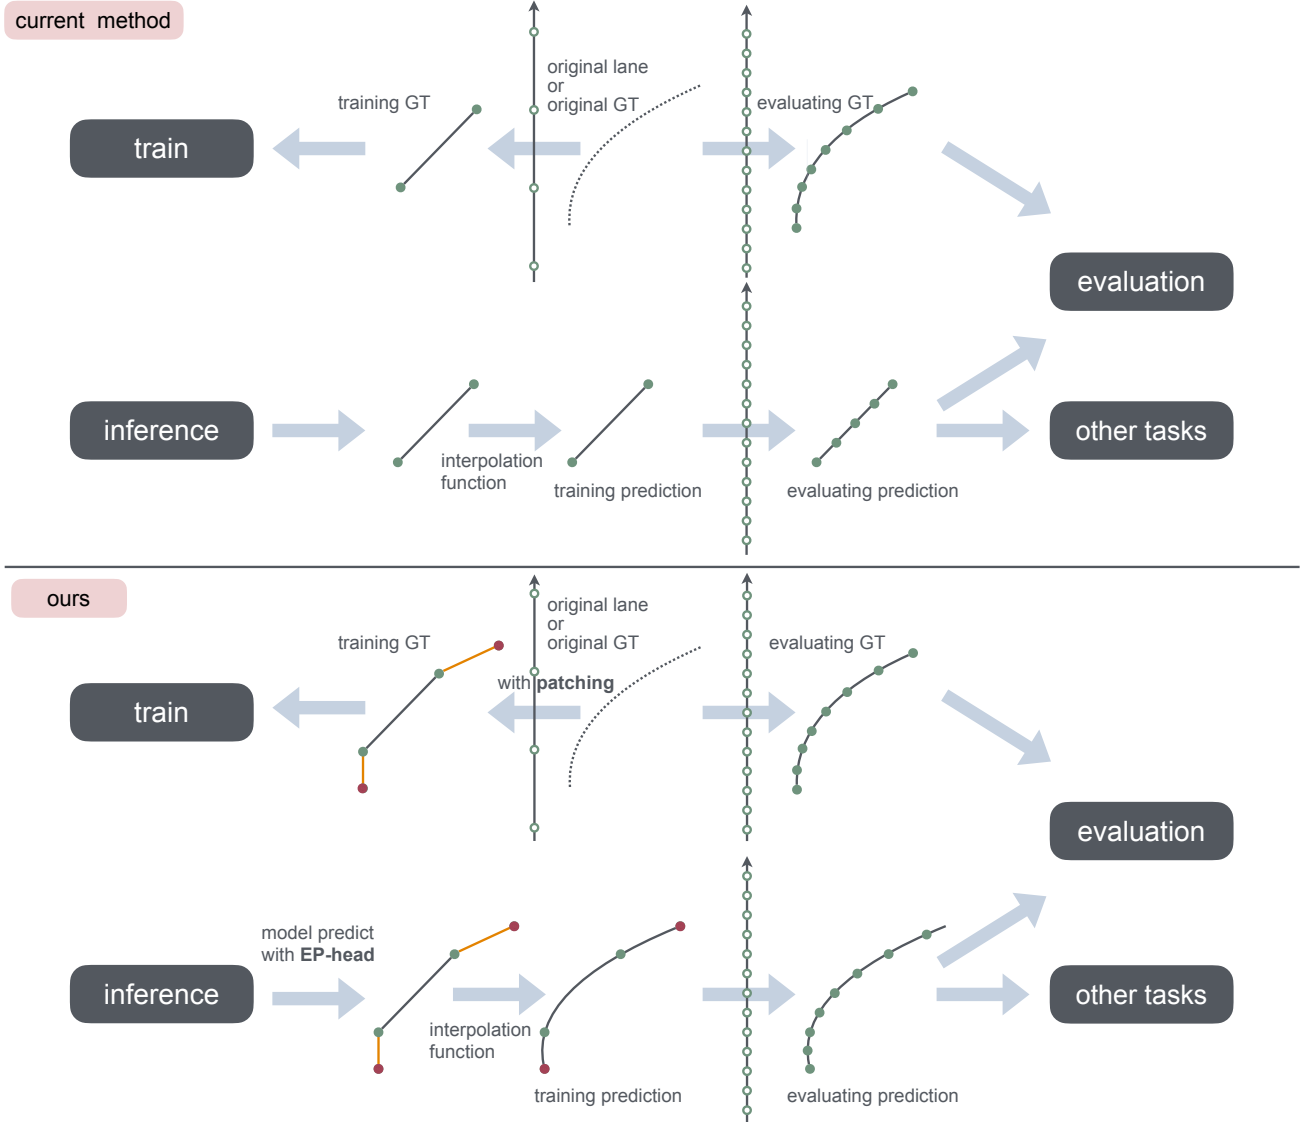 current method
original lane
or
original GT
training GT
evaluating GT
train
evaluation
inference
other tasks
interpolation
function
training prediction
evaluating prediction
ours
original lane
or
original GT
training GT
evaluating GT
with patching
train
evaluation
model predict
with EP-head
inference
other tasks
interpolation
function
training prediction
evaluating prediction